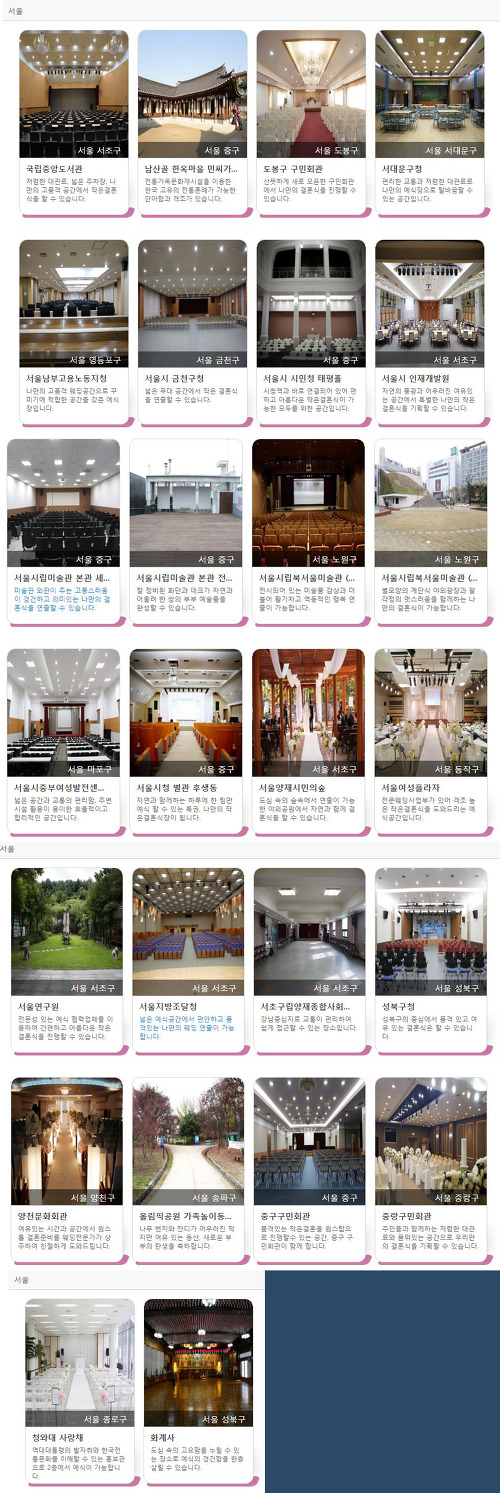 서울
서울 서초구
서울 중구
서울 도봉구
서울 서대문구
국립중앙도서관
남산골 한옥마을 민씨가...
도봉구 구민회관
서대문구청
저렴한 대관료, 넓은 주차장, 나
만의 고품격 공간에서 작은결혼
식을 할 수 있습니다.
전통가옥문화재시설을 이용한
한국 고유의 전통혼례가 가능한
단아함과 격조가 있습니다.
산뜻하게 새로 오픈한 구민회관
에서 나만의 결혼식을 진행할 수
있습니다.
편리한 교통과 저렴한 대관료로
나만의 예식장으로 탈바꿈할 수
있는 공간입니다.
서울 영등포구
서울 금천구
서울 중구
서울 서초구
서울남부고용노동지청
서울시 금천구청
서울시 시민청 태평홀
서울시 인재개발원
나만의 고품격 웨딩공간으로 꾸
미기에 적합한 공간을 갖춘 예식
장입니다.
넓은 무대 공간에서 작은 결혼식
을 연출할 수 있습니다.
시청역과 바로 연결되어 있어 편
하고 아름다운 작은결혼식이 가
능한 모두를 위한 공간입니다.
자연의 풍광과 어우러진 여유있
는 공간에서 특별한 나만의 작은
결혼식을 기획할 수 있습니다.
서울 중구
서울 중구
서울 노원구
서울 노원구
서울시립미술관 본관 세...
서울시립미술관 본관 전...
서울시립북서울미술관 (...
서울시립북서울미술관 (...
미술관 외관이 주는 고풍스러움
이 경건하고 의미있는 나만의 결
혼식을 연출할 수 있습니다.
잘 정비된 화단과 데크가 자연과
어울려 한 쌍의 부부 예술품을
완성할 수 있습니다.
전시되어 있는 미술품 감상과 더
불어 활기차고 역동적인 행복 연
출이 가능합니다.
별모양의 계단식 야외광장과 팔
각정의 멋스러움을 함께하는 나
만의 결혼식이 가능합니다.
서울 마포구
서울 중구
서울 서초구
서울 동작구
서울시중부여성발전센...
서울시청 별관 후생동
서울양재시민의숲
서울여성플라자
넓은 공간과 교통의 편리함, 주변
시설 활용이 용이한 효율적이고
합리적인 공간입니다.
자연과 함께하는 하루에 한 팀만
예식 할 수 있는 특권, 나만의 작
은결혼식장이 됩니다.
도심 속의 숲속에서 연출이 가능
한 야외공원에서 자연과 함께 결
혼식을 할 수 있습니다.
전문웨딩사업부가 있어 격조 높
은 작은결혼식을 도와드리는 예
식공간입니다.
서울
서울 서초구
서울 서초구
서울 서초구
서울 성북구
서울연구원
서울지방조달청
서초구립양재종합사회...
성북구청
전문성 있는 예식 협력업체를 이
용하여 간편하고 아름다운 작은
결혼식을 진행할 수 있습니다.
넓은 예식공간에서 편안하고 품
격있는 나만의 웨딩 연출이 가능
합니다.
강남중심지로 교통이 편리하여
쉽게 접근할 수 있는 장소입니다.
성북구의 중심에서 품격 있고 여
유 있는 결혼식은 할 수 있습니
다.
서울 양천구
서울 송파구
서울 중구
서울 중랑구
양천문화회관
올림픽공원 가족놀이동...
중구구민회관
중랑구민회관
여유있는 시간과 공간에서 원스
톱 결혼준비를 웨딩전문가가 상
주하여 친절하게 도와드립니다.
나무 벤치와 잔디가 어우러진 작
지만 여유 있는 동산, 새로운 부
부의 탄생을 축하합니다.
품격있는 작은결혼을 원스탑으
로 진행할수 있는 공간, 중구 구
민회관이 함께 합니다.
주민들과 함께하는 저렴한 대관
료와 품위있는 공간으로 우리만
의 결혼식을 기획할 수 있습니다.
서울
서울 종로구
서울 성북구
청와대 사랑채
화계사
역대대통령의 발자취와 한국전
통문화를 이해할 수 있는 홍보관
으로 2층에서 예식이 가능합니
다.
도심 속의 고요함을 누릴 수 있
는 장소로 예식의 경건함을 한층
살릴 수 있습니다.